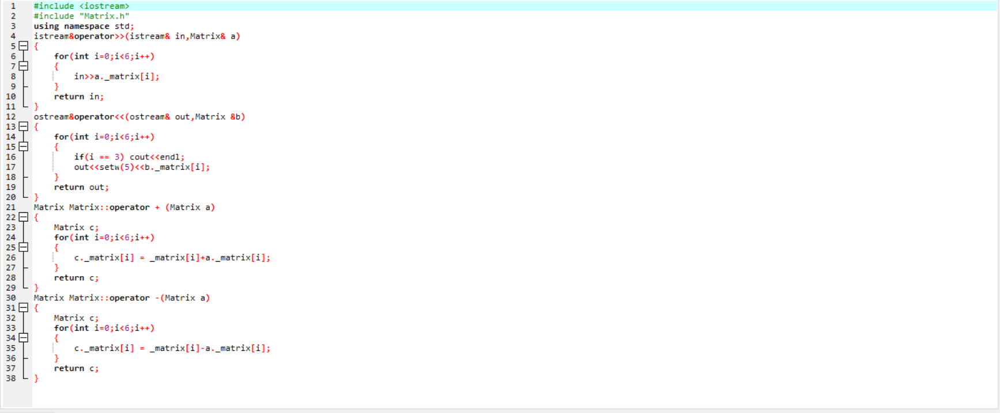 1 #include <iostream>
2 #include "Matrix.h"
3 using namespace std;
4 istream&operator>>(istream& in,Matrix& a)
5 {
6     for(int i=0;i<6;i++)
7     {
8         in>>a._matrix[i];
9     }
10     return in;
11 }
12 ostream&operator<<(ostream& out,Matrix &b)
13 {
14     for(int i=0;i<6;i++)
15     {
16         if(i == 3) cout<<endl;
17         out<<setw(5)<<b._matrix[i];
18     }
19     return out;
20 }
21 Matrix Matrix::operator + (Matrix a)
22 {
23     Matrix c;
24     for(int i=0;i<6;i++)
25     {
26         c._matrix[i] = _matrix[i]+a._matrix[i];
27     }
28     return c;
29 }
30 Matrix Matrix::operator -(Matrix a)
31 {
32     Matrix c;
33     for(int i=0;i<6;i++)
34     {
35         c._matrix[i] = _matrix[i]-a._matrix[i];
36     }
37     return c;
38 }